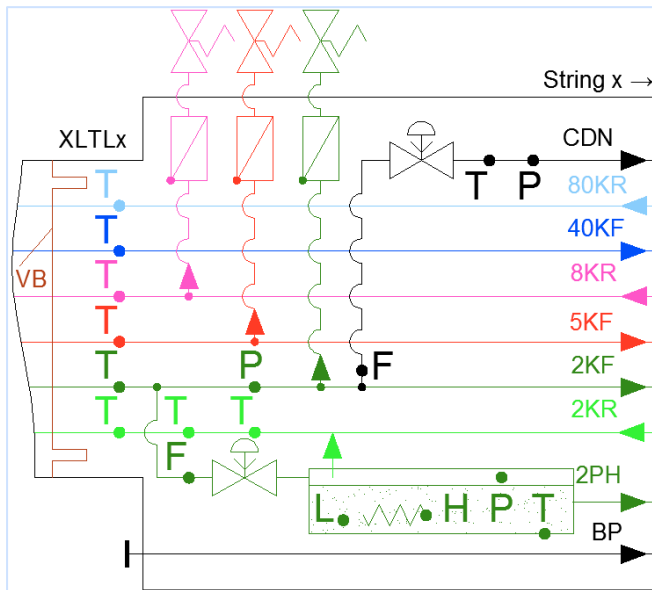 String x →
XLTLx
CDN
T P
T 80KR
40KF
VB T 8KR
T 5KF
T P F 2KF
T T T 2KR
F 2PH
L H P T
BP